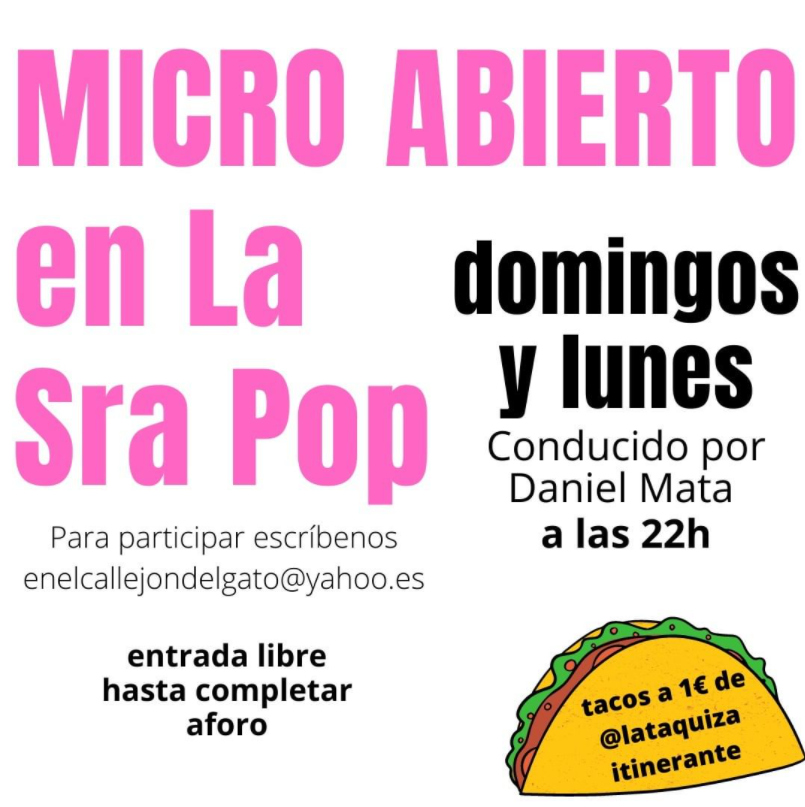 MICRO ABIERTO
en La
Sra Pop
domingos
y lunes
Conducido por
Daniel Mata
a las 22h
Para participar escríbenos
enelcallejondelgato@yahoo.es
entrada libre
hasta completar
aforo
tacos a 1€ de
@lataquiza
itinerante